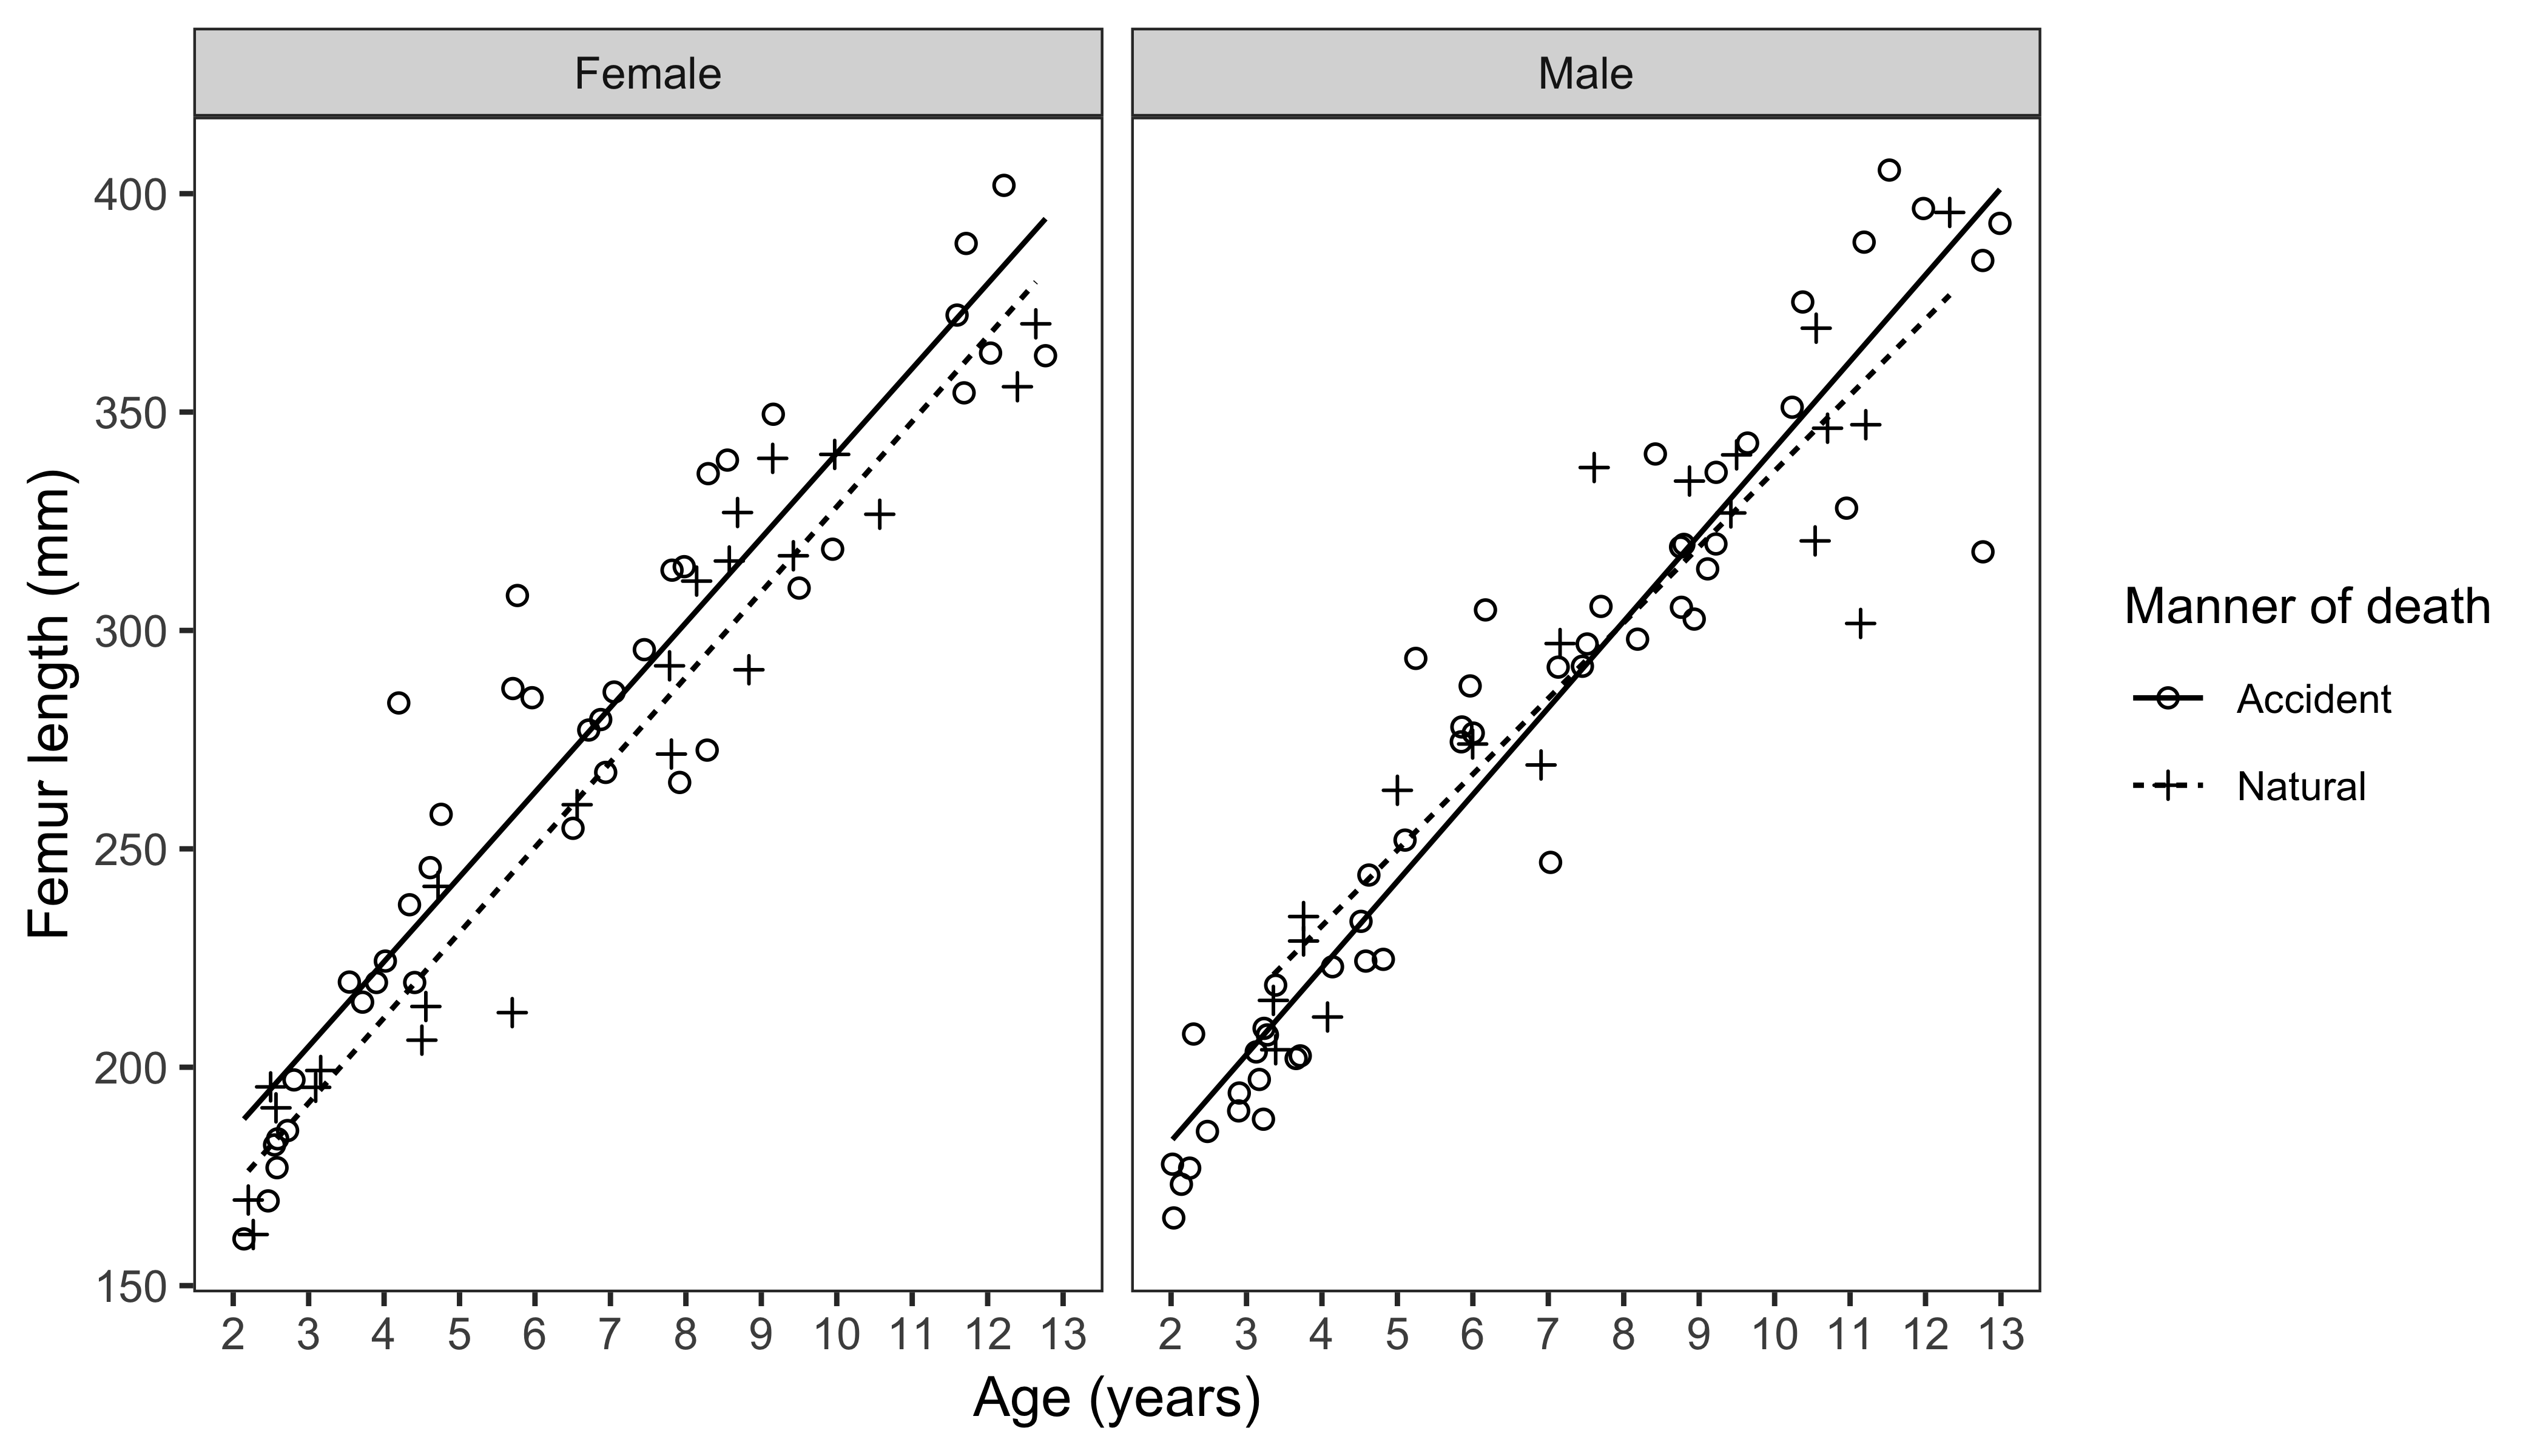 Female
Male
Femur length (mm)
400
350
300
250
200
150
2 3 4 5 6 7 8 9 10 11 12 13
2 3 4 5 6 7 8 9 10 11 12 13
Age (years)
Manner of death
Accident
Natural